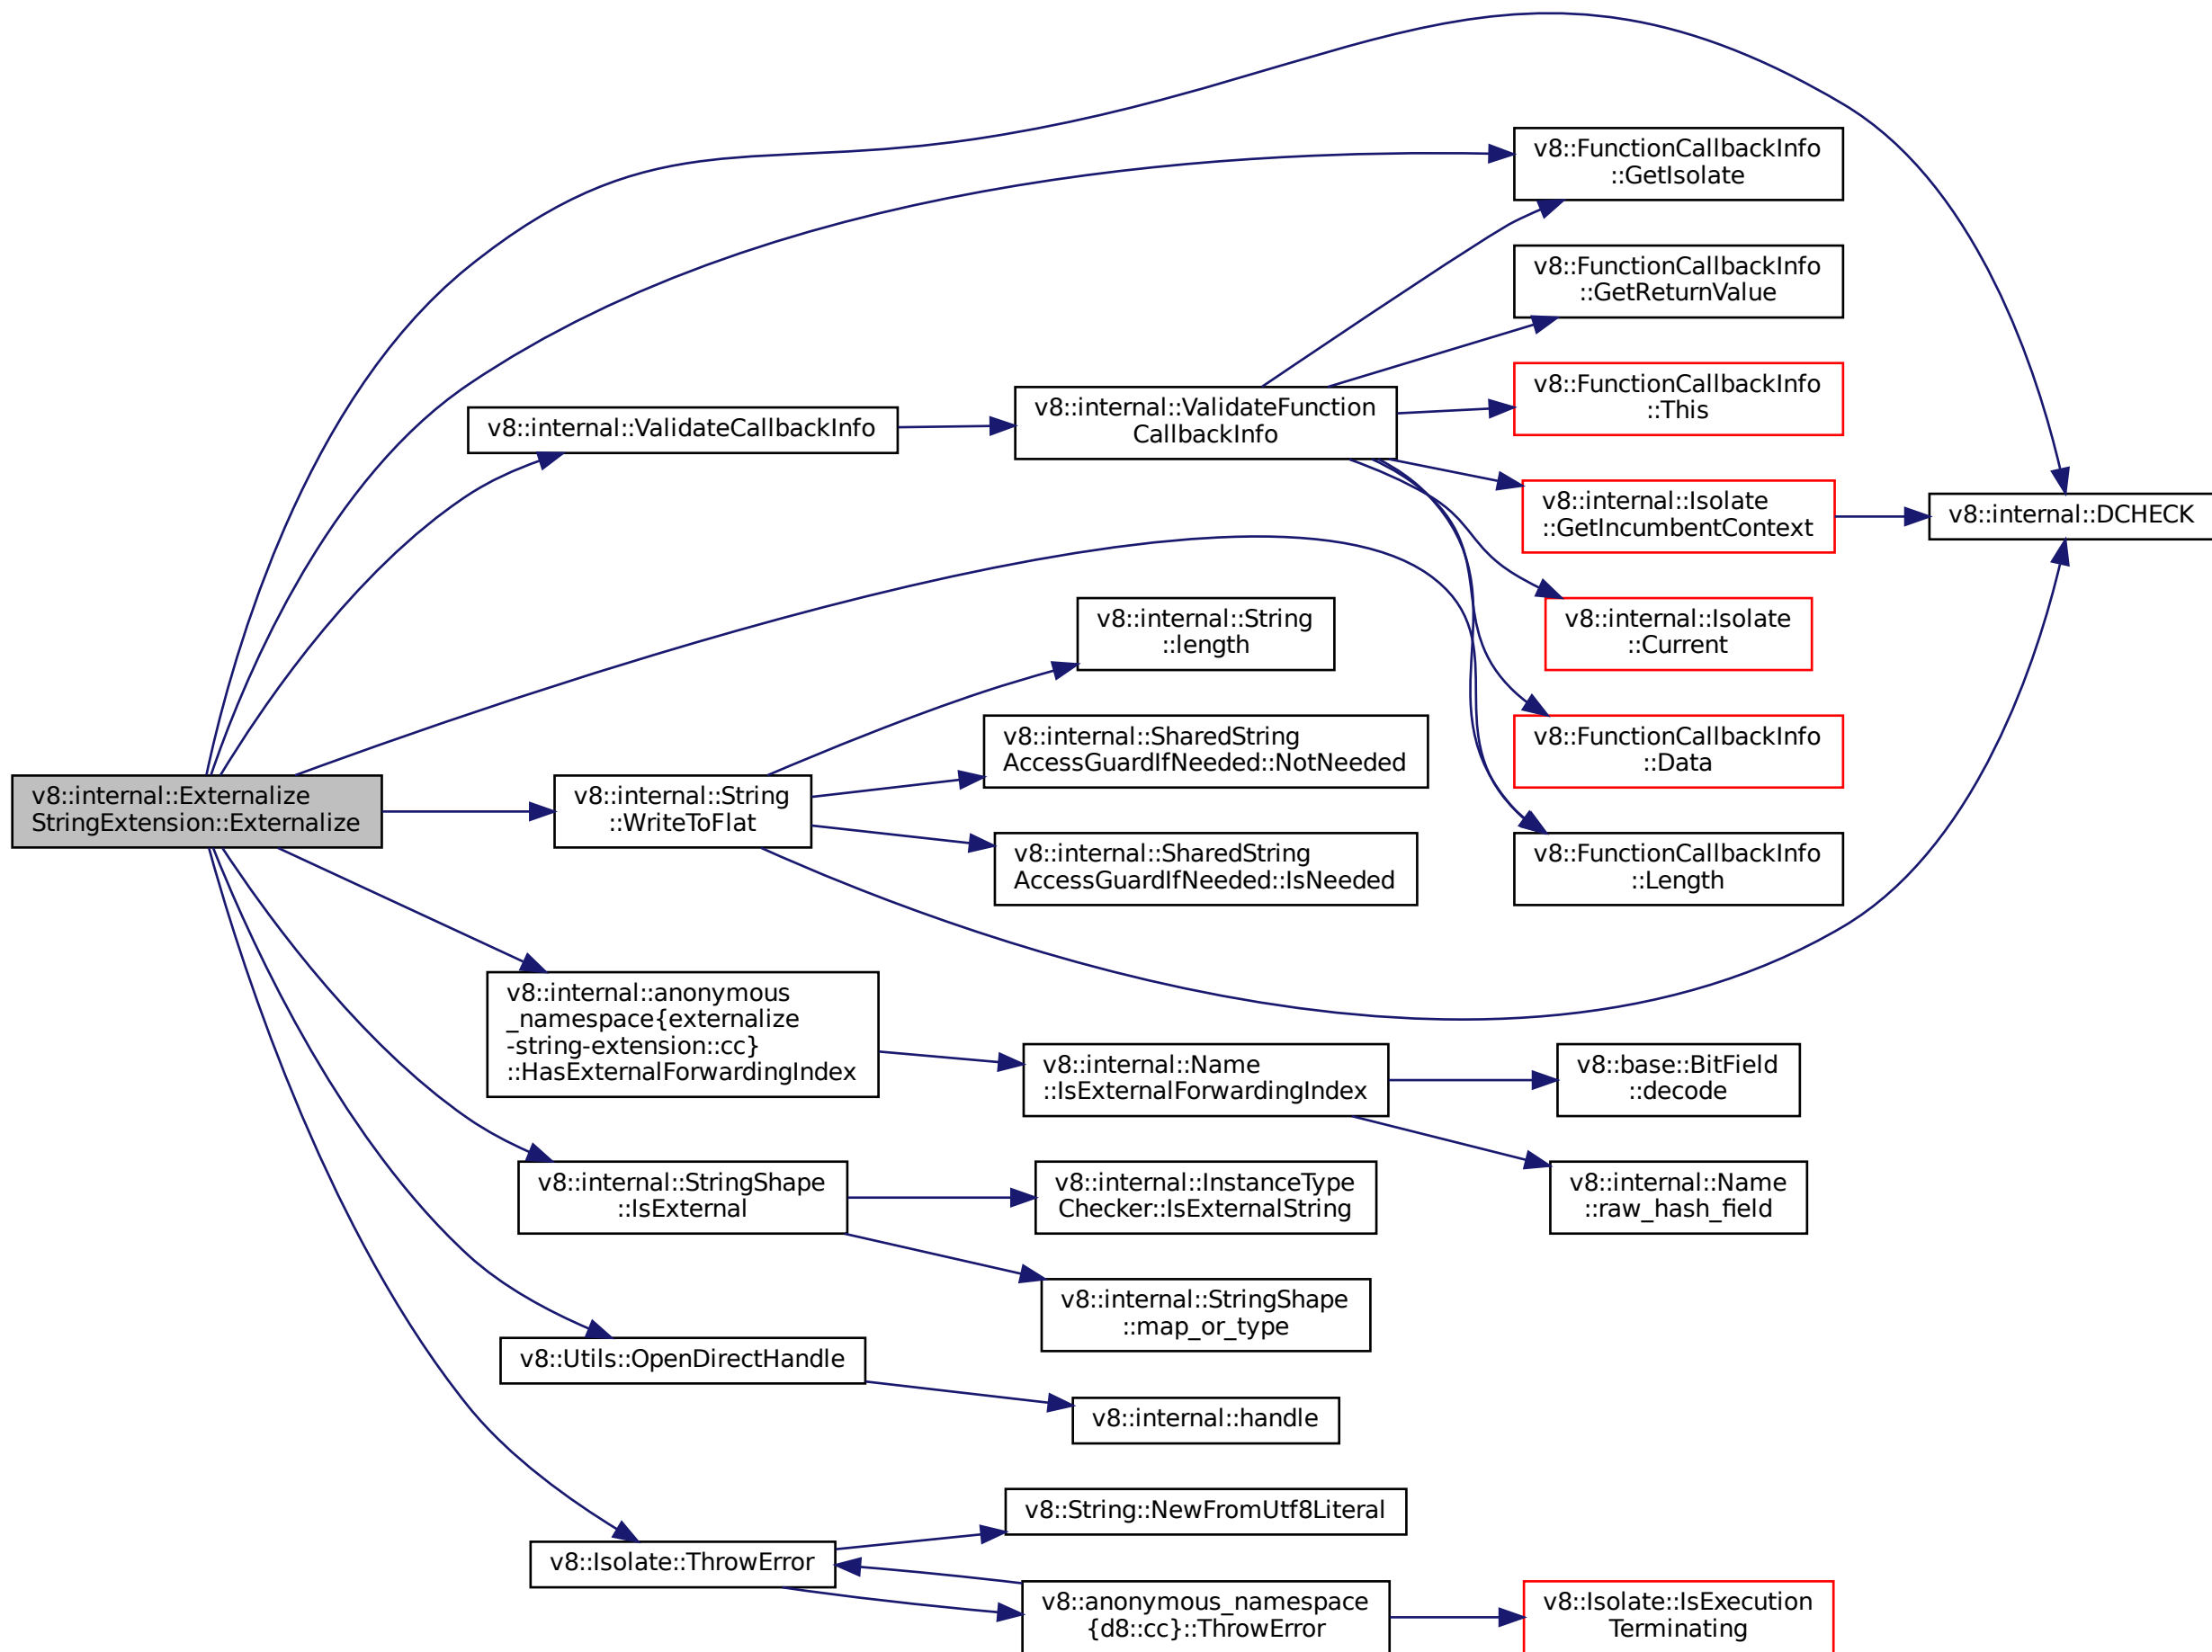 v8::internal::Externalize
StringExtension::Externalize
v8::internal::ValidateCallbackInfo
v8::internal::String
::WriteToFlat
v8::internal::anonymous
_namespace{externalize
-string-extension::cc}
::HasExternalForwardingIndex
v8::internal::StringShape
::IsExternal
v8::Utils::OpenDirectHandle
v8::Isolate::ThrowError
v8::internal::ValidateFunction
CallbackInfo
v8::internal::String
::length
v8::internal::SharedString
AccessGuardIfNeeded::NotNeeded
v8::internal::SharedString
AccessGuardIfNeeded::IsNeeded
v8::internal::Name
::IsExternalForwardingIndex
v8::internal::InstanceType
Checker::IsExternalString
v8::internal::StringShape
::map_or_type
v8::internal::handle
v8::String::NewFromUtf8Literal
v8::anonymous_namespace
{d8::cc}::ThrowError
v8::FunctionCallbackInfo
::GetIsolate
v8::FunctionCallbackInfo
::GetReturnValue
v8::FunctionCallbackInfo
::This
v8::internal::Isolate
::GetIncumbentContext
v8::internal::Isolate
::Current
v8::FunctionCallbackInfo
::Data
v8::FunctionCallbackInfo
::Length
v8::base::BitField
::decode
v8::internal::Name
::raw_hash_field
v8::Isolate::IsExecution
Terminating
v8::internal::DCHECK